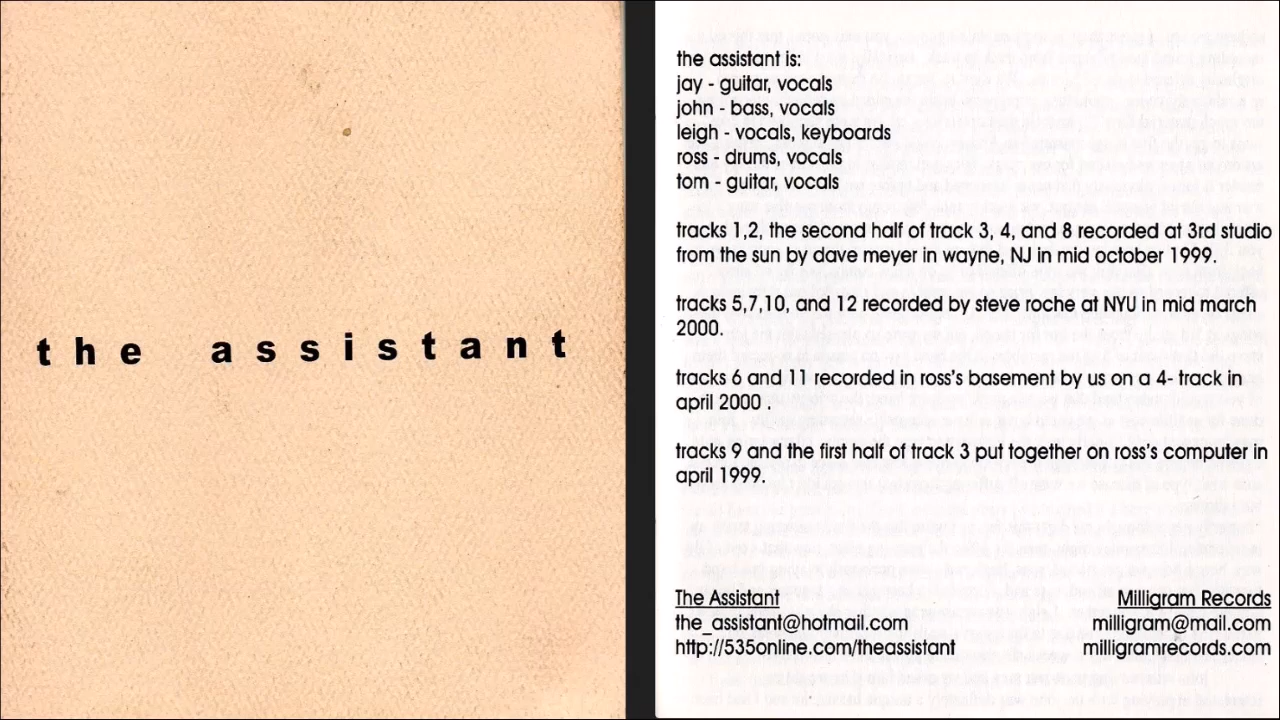 the assistant
the assistant is:
jay - guitar, vocals
john - bass, vocals
leigh - vocals, keyboards
ross - drums, vocals
tom - guitar, vocals
tracks 1,2, the second half of track 3, 4, and 8 recorded at 3rd studio
from the sun by dave meyer in wayne, NJ in mid october 1999.
tracks 5,7,10, and 12 recorded by steve roche at NYU in mid march
2000.
tracks 6 and 11 recorded in ross's basement by us on a 4- track in
april 2000 .
tracks 9 and the first half of track 3 put together on ross's computer in
april 1999.
The Assistant
the_assistant@hotmail.com
http://535online.com/theassistant
Milligram Records
milligram@mail.com
milligramrecords.com